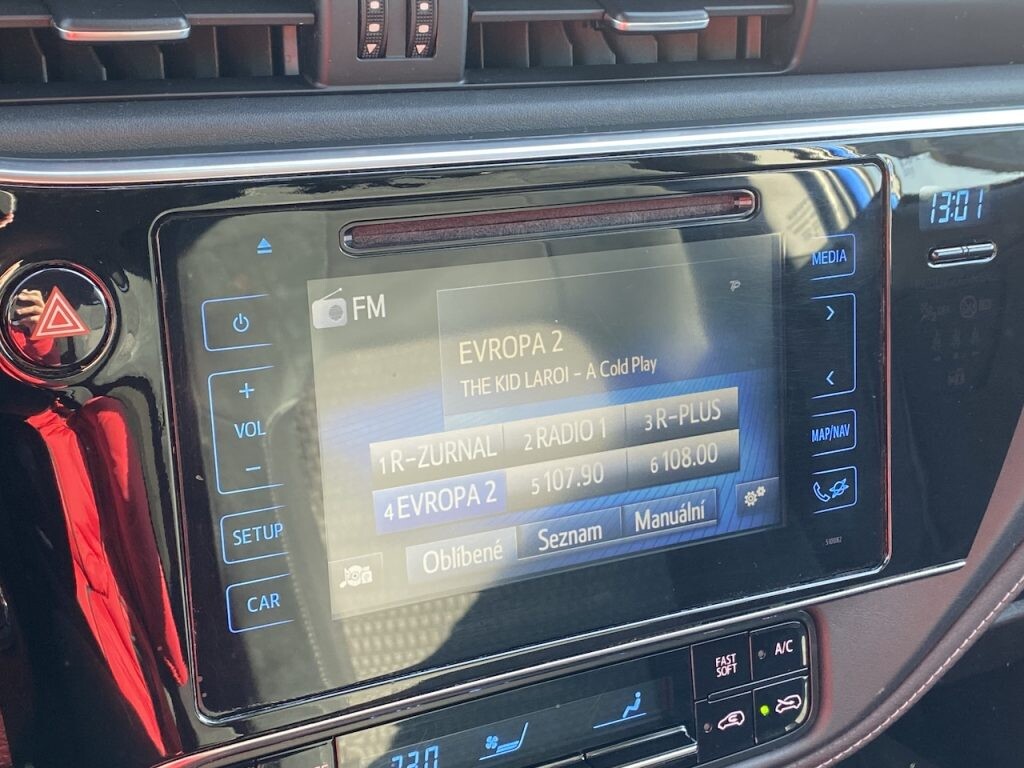 13:01
MEDIA
FM
VOL
EVROPA 2
THE KID LAROI - A Cold Play
1 R-ZURNAL
2 RADIO 1
3 R-PLUS
4 EVROPA 2
5 107.90
6 108.00
MAP/NAV
SETUP
Oblíbené
Seznam
Manuální
CAR
FAST
SOFT
A/C